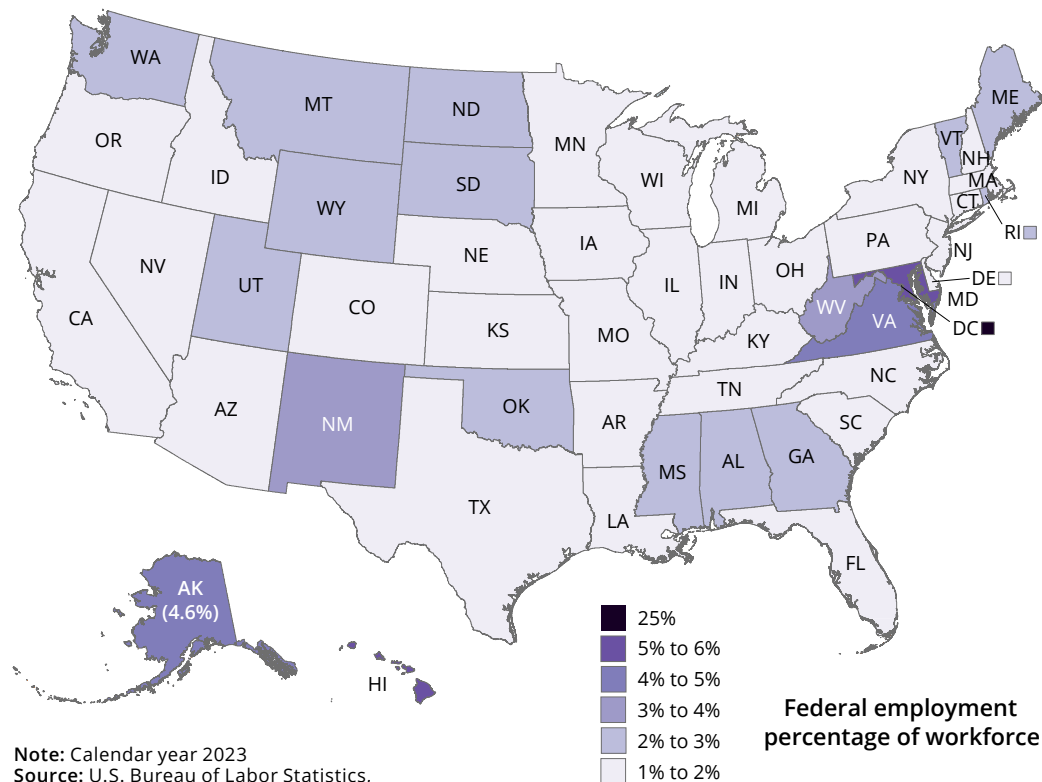 WA
MT
ND
ME
OR
MN
VT
ID
SD
WI
NH
NY
MA
WY
MI
CT
RI
NE
IA
PA
NJ
NV
UT
OH
DE
IL
IN
CO
WV
MD
CA
KS
MO
VA
DC
KY
NC
TN
AZ
NM
OK
AR
SC
MS
AL
GA
TX
LA
FL
AK
(4.6%)
HI
25%
5% to 6%
4% to 5%
3% to 4%
2% to 3%
1% to 2%
Federal employment
percentage of workforce
Note: Calendar year 2023
Source: U.S. Bureau of Labor Statistics.